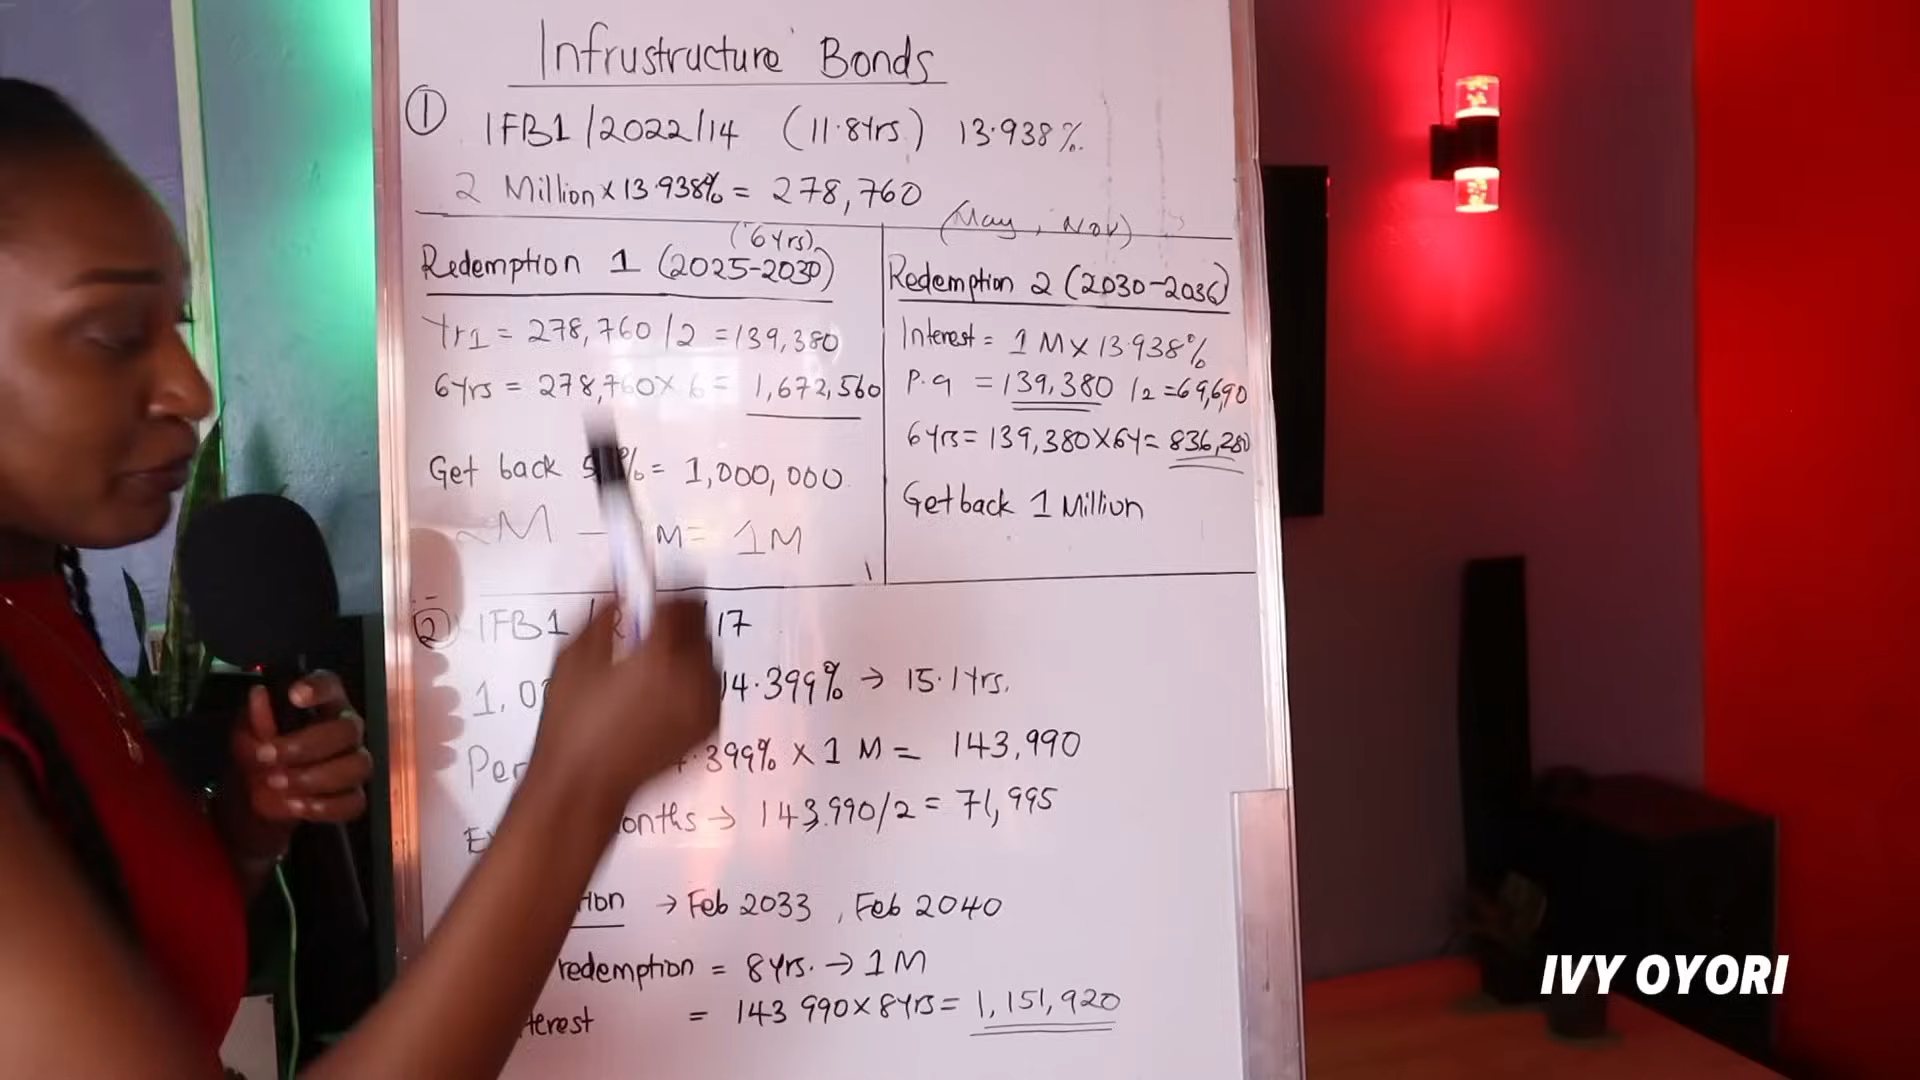 Infrustructure Bonds
① IFB1/2022/14 (11.8yrs) 13.938%.
2 Million x 13.938% = 278,760
(May, Nov)
(6yrs)
Redemption 1 (2025-2030)
Yr1 = 278,760/2 = 139,380
6yrs = 278,760 x 6 = 1,672,560
Get back % = 1,000,000
M - M = 1M
Redemption 2 (2030-2036)
Interest = 1 M x 13.938%
P.a = 139,380 /2 = 69,690
6yrs = 139,380 x 6Y = 836,280
Get back 1 Million
② IFB1/ /17
14.399% → 15.1yrs.
.399% x 1 M = 143,990
onths → 143,990/2 = 71,995
→ Feb 2033, Feb 2040
redemption = 8yrs. → 1M
terest = 143 990 x 8yrs = 1,151,920
IVY OYORI